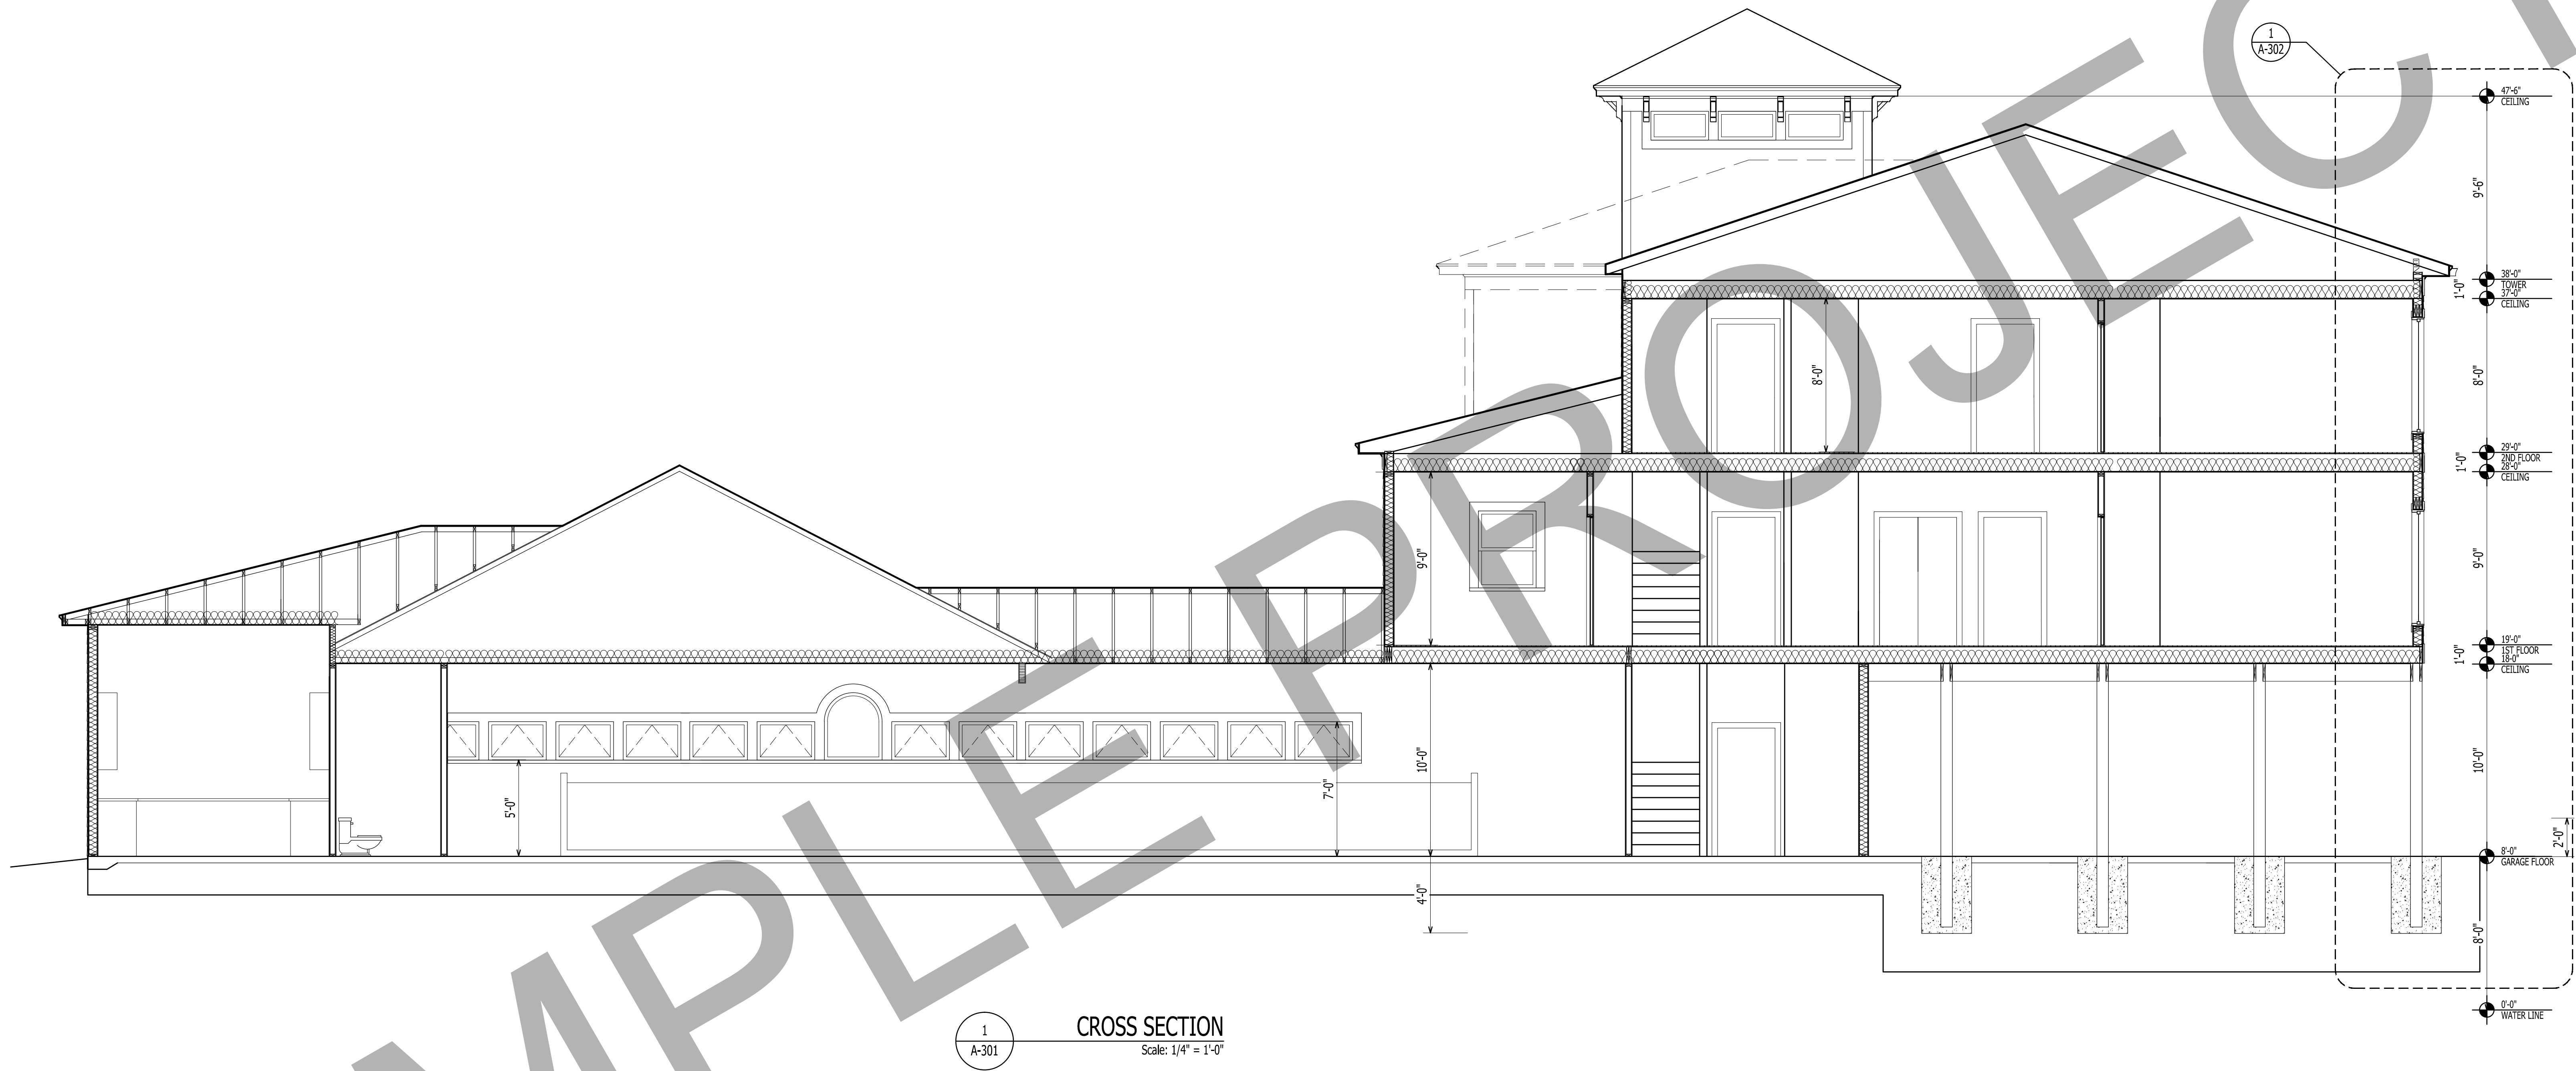 1
A-302
47'-6"
CEILING
9'-6"
38'-0"
TOWER
1'-0"
37'-0"
CEILING
8'-0"
8'-0"
29'-0"
2ND FLOOR
1'-0"
28'-0"
CEILING
9'-0"
9'-0"
19'-0"
1ST FLOOR
1'-0"
18-0"
CEILING
10'-0"
10'-0"
7'-0"
5'-0"
2'-0"
8'-0"
GARAGE FLOOR
4'-0"
8'-0"
0'-0"
WATER LINE
1
A-301
CROSS SECTION
Scale: 1/4" = 1'-0"
MPLE PROJECT